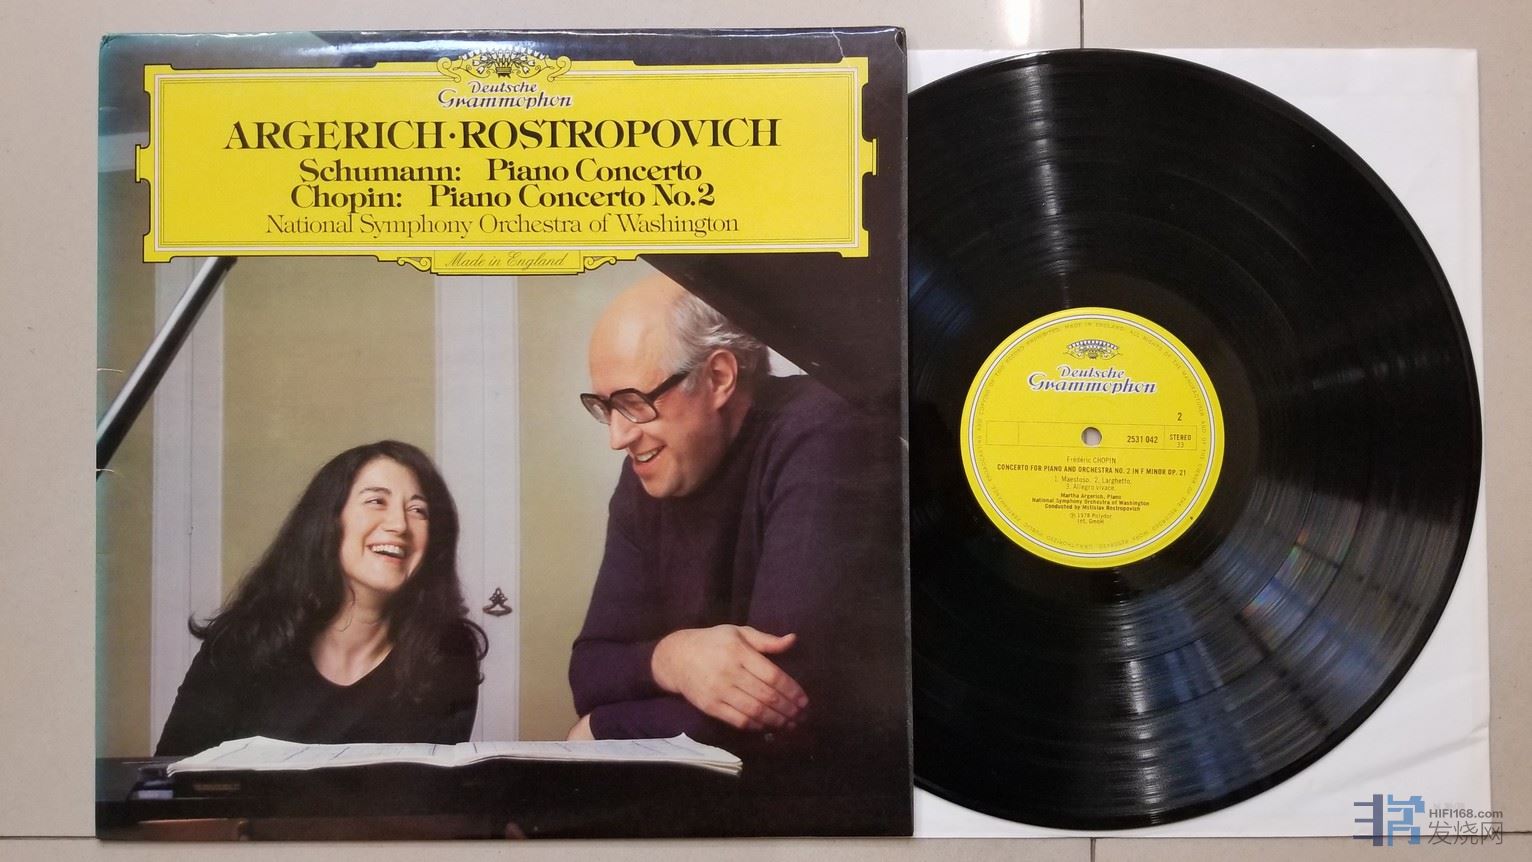 Deutsche
Grammophon
ARGERICH·ROSTROPOVICH
Schumann: Piano Concerto
Chopin: Piano Concerto No.2
National Symphony Orchestra of Washington
Made in England
Deutsche
Grammophon
2
2531 042
STEREO
33
Frédéric CHOPIN
CONCERTO FOR PIANO AND ORCHESTRA NO. 2 IN F MINOR OP. 21
1. Maestoso, 2. Larghetto,
3. Allegro vivace.
Martha Argerich, Piano
National Symphony Orchestra of Washington
Conducted by Mstislav Rostropovich
℗ 1978 Polydor
Int. GmbH
HIFI168.com
发烧网